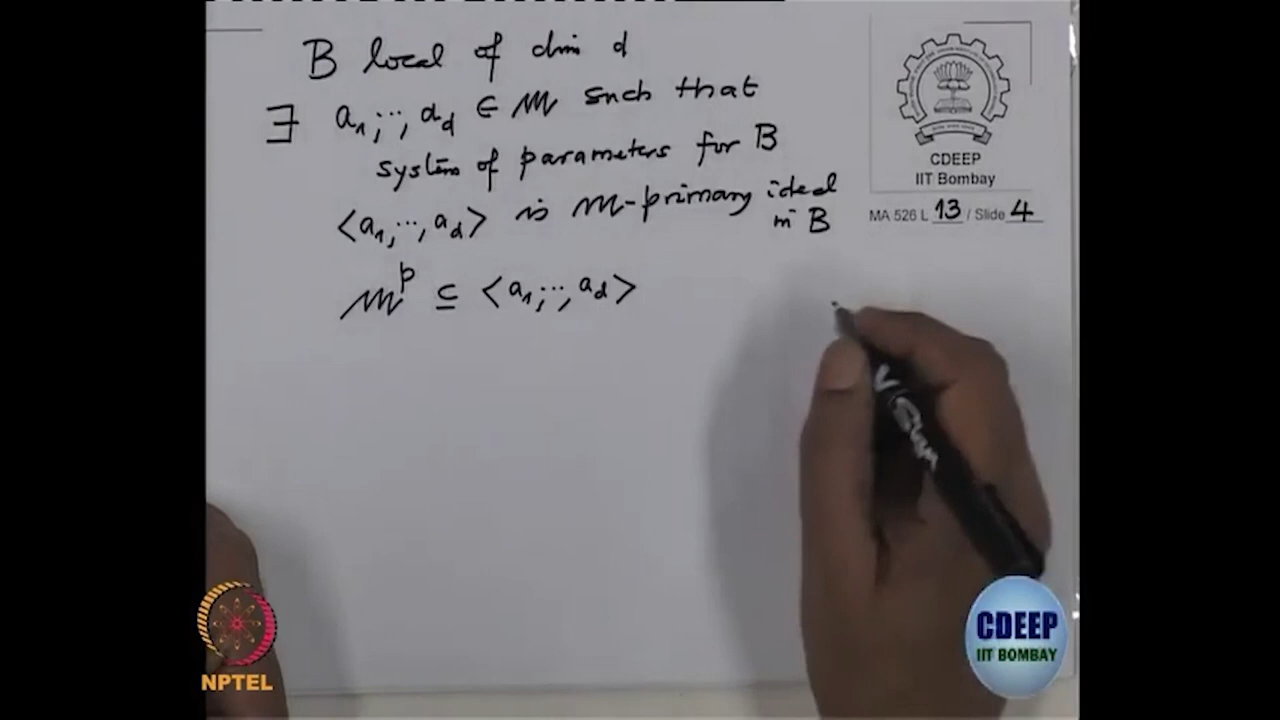 B local of dim d
∃ a₁, ..., a_d ∈ 𝔪 such that
system of parameters for B
<a₁, ..., a_d> is 𝔪-primary ideal
in B
𝔪^p ⊆ <a₁, ..., a_d>
CDEEP
IIT Bombay
MA 526 L 13 / Slide 4
NPTEL
CDEEP
IIT BOMBAY